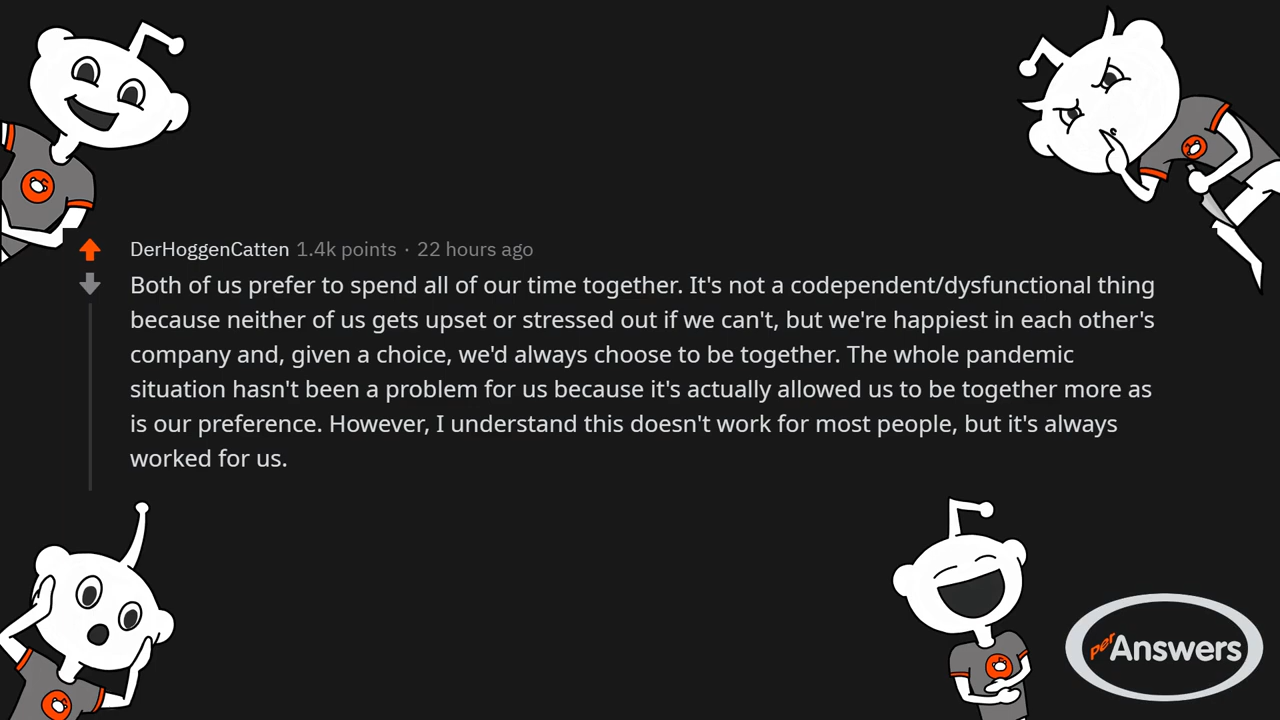 DerHoggenCatten 1.4k points · 22 hours ago
Both of us prefer to spend all of our time together. It's not a codependent/dysfunctional thing
because neither of us gets upset or stressed out if we can't, but we're happiest in each other's
company and, given a choice, we'd always choose to be together. The whole pandemic
situation hasn't been a problem for us because it's actually allowed us to be together more as
is our preference. However, I understand this doesn't work for most people, but it's always
worked for us.
per Answers